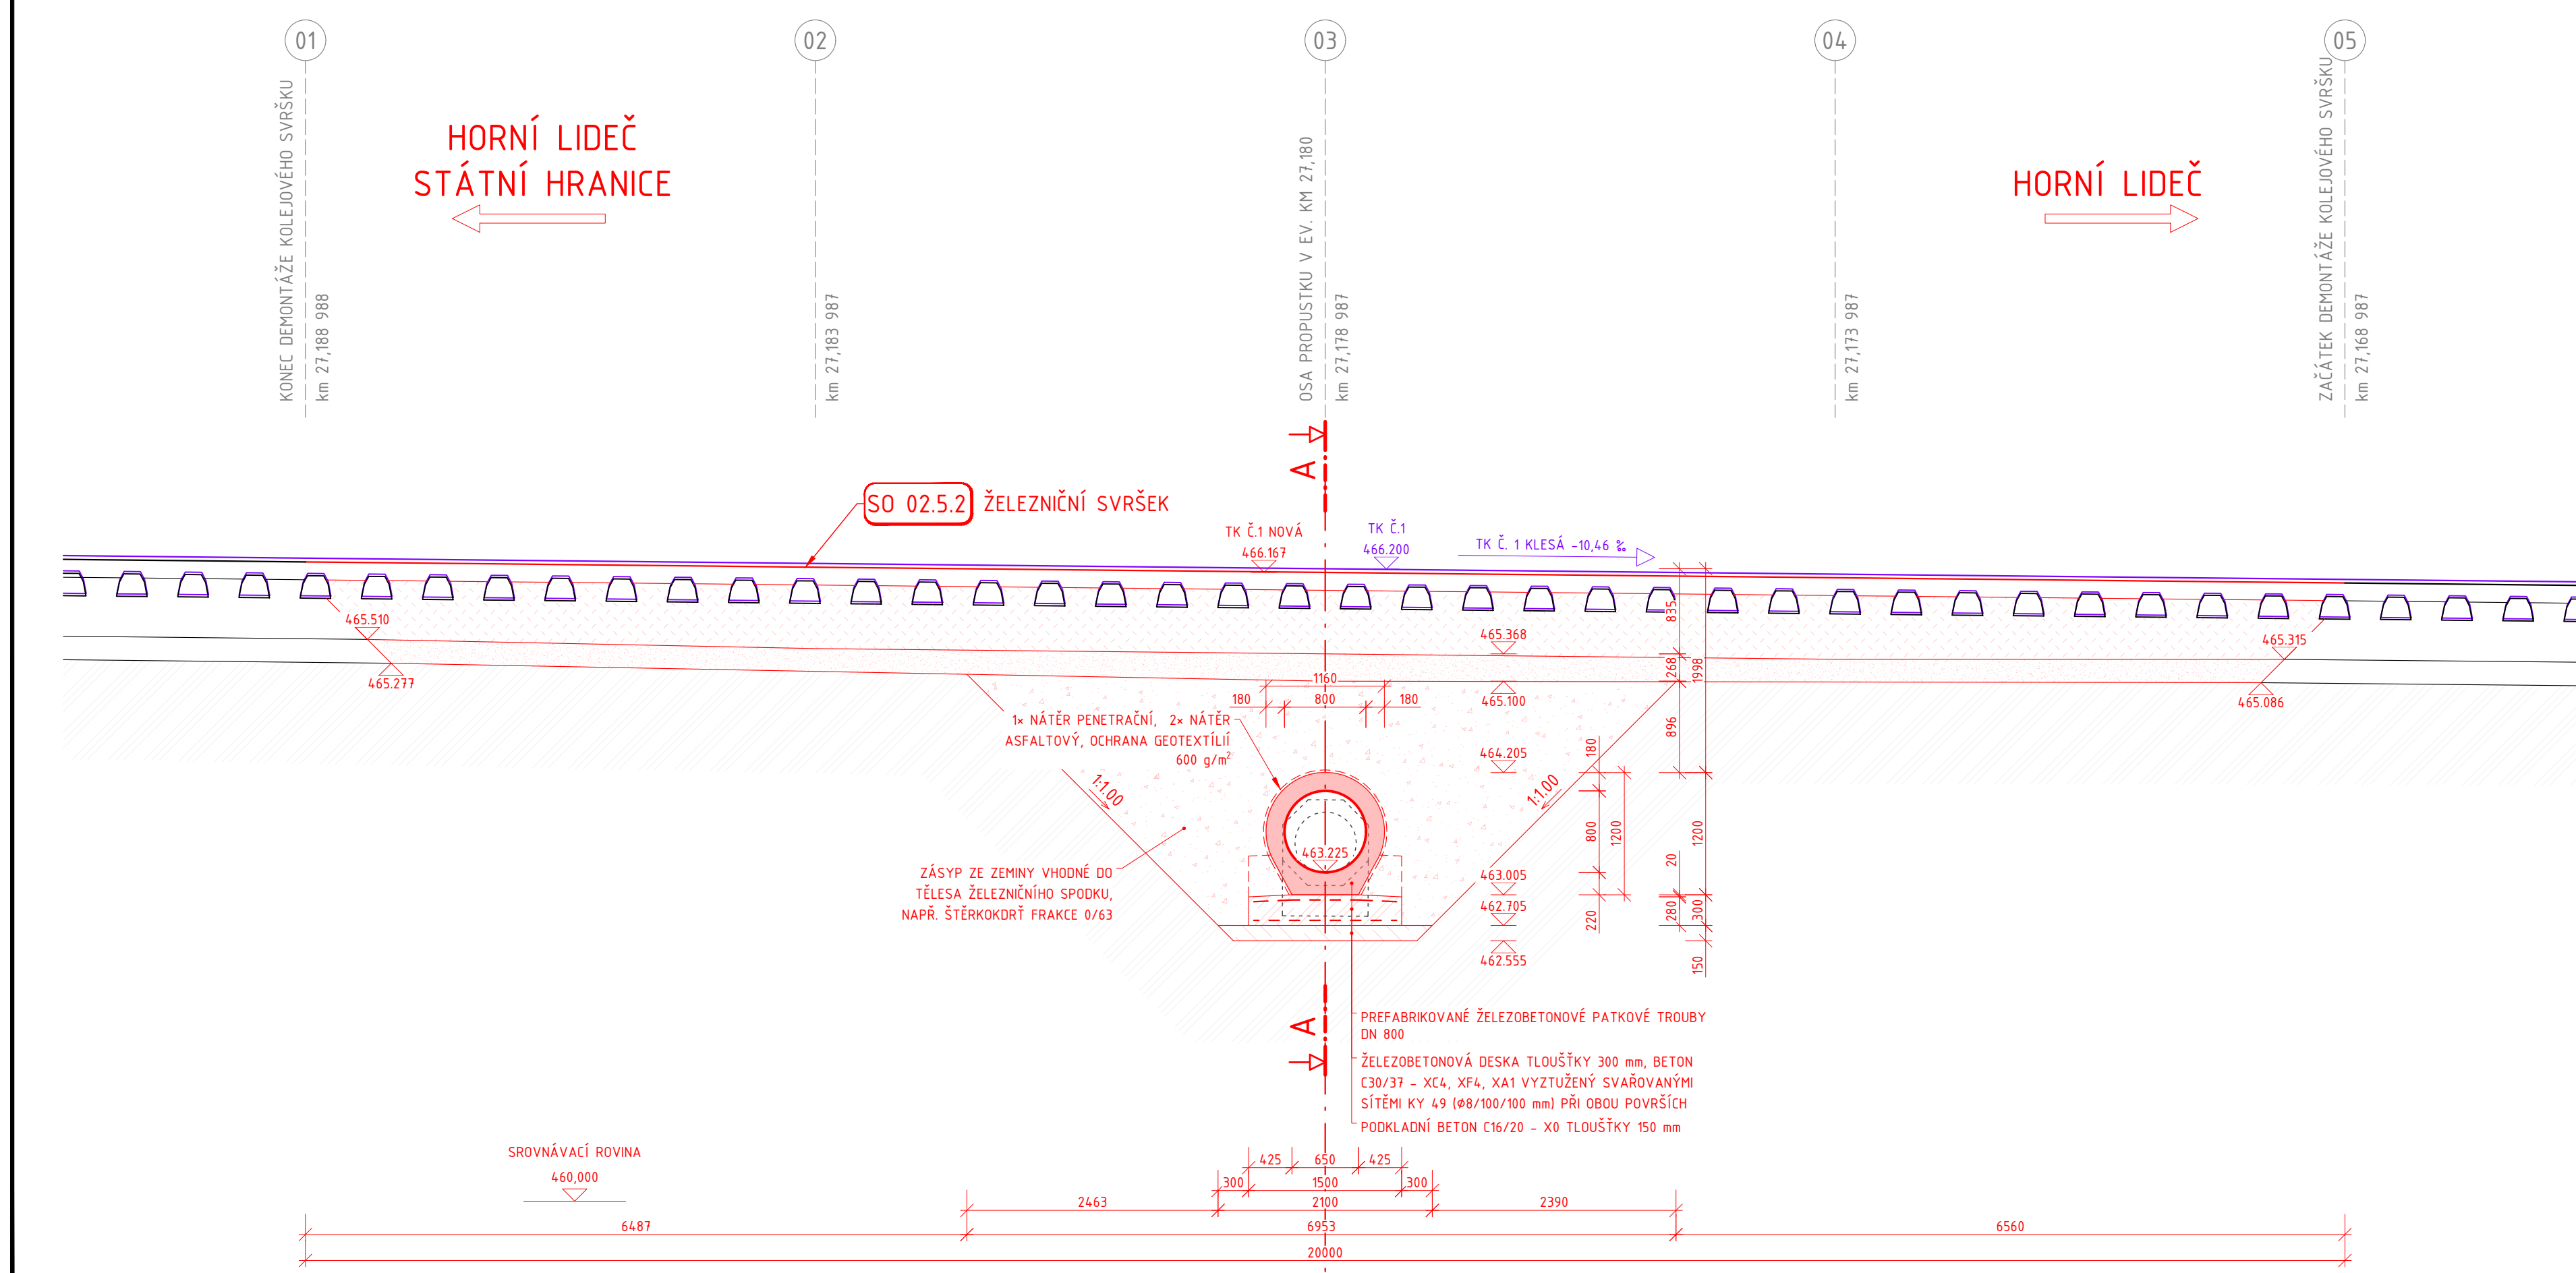 01
02
03
04
05
KONEC DEMONTÁŽE KOLEJOVÉHO SVRŠKU
km 27,188 988
km 27,183 987
OSA PROPUSTKU V EV. KM 27,180
km 27,178 987
km 27,173 987
ZAČÁTEK DEMONTÁŽE KOLEJOVÉHO SVRŠKU
km 27,168 987
HORNÍ LIDEČ
STÁTNÍ HRANICE
HORNÍ LIDEČ
A
SO 02.5.2 ŽELEZNIČNÍ SVRŠEK
TK Č.1 NOVÁ
466.167
TK Č.1
466.200
TK Č. 1 KLESÁ -10,46 ‰
465.510
465.277
465.368
465.100
465.315
465.086
835
268
1998
896
1160
180
800
180
1× NÁTĚR PENETRAČNÍ, 2× NÁTĚR
ASFALTOVÝ, OCHRANA GEOTEXTÍLIÍ
600 g/m²
1:1.00
1:1.00
464.205
463.225
463.005
462.705
462.555
180
800
1200
220
20
280
1200
300
150
ZÁSYP ZE ZEMINY VHODNÉ DO
TĚLESA ŽELEZNIČNÍHO SPODKU,
NAPŘ. ŠTĚRKOKDRŤ FRAKCE 0/63
A
PREFABRIKOVANÉ ŽELEZOBETONOVÉ PATKOVÉ TROUBY
DN 800
ŽELEZOBETONOVÁ DESKA TLOUŠŤKY 300 mm, BETON
C30/37 - XC4, XF4, XA1 VYZTUŽENÝ SVAŘOVANÝMI
SÍTĚMI KY 49 (Ø8/100/100 mm) PŘI OBOU POVRŠÍCH
PODKLADNÍ BETON C16/20 - X0 TLOUŠŤKY 150 mm
SROVNÁVACÍ ROVINA
460,000
425
650
425
300
1500
300
2463
2100
2390
6487
6953
6560
20000